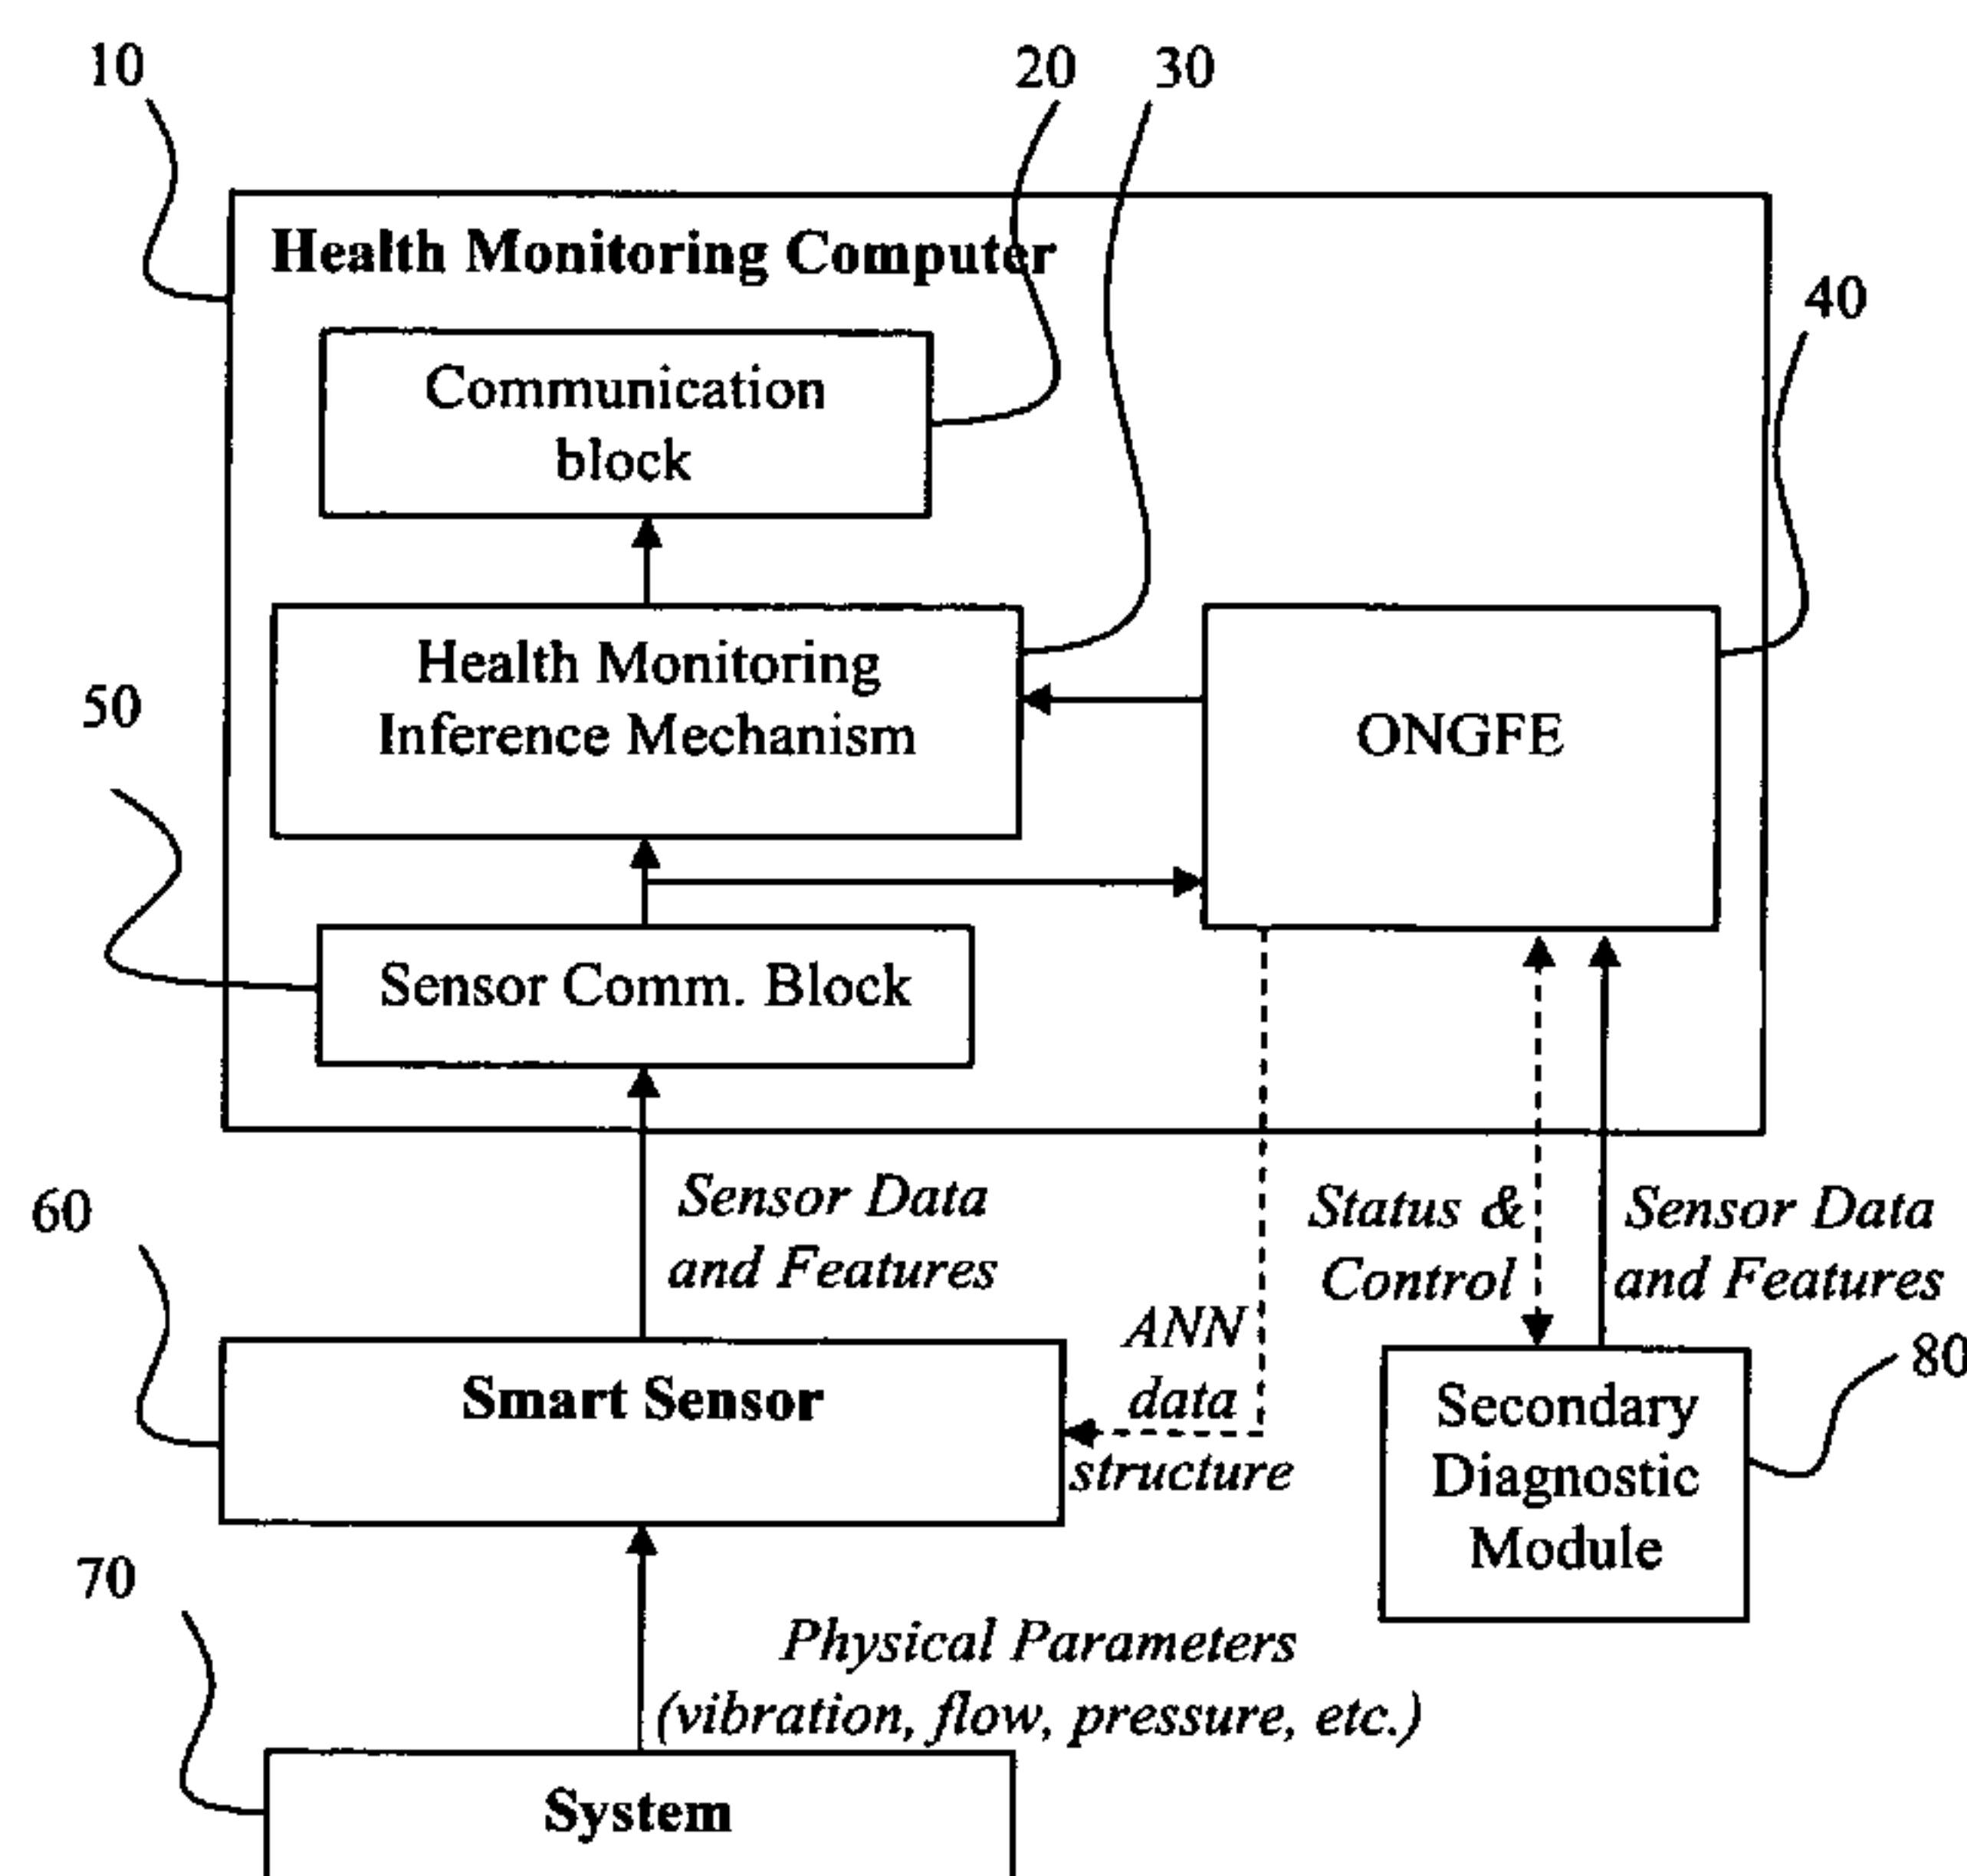 10
20
30
Health Monitoring Computer
40
Communication
block
Health Monitoring
Inference Mechanism
ONGFE
50
Sensor Comm. Block
60
Sensor Data
and Features
Status &
Control
Sensor Data
and Features
ANN
data
structure
Smart Sensor
80
Secondary
Diagnostic
Module
70
Physical Parameters
(vibration, flow, pressure, etc.)
System